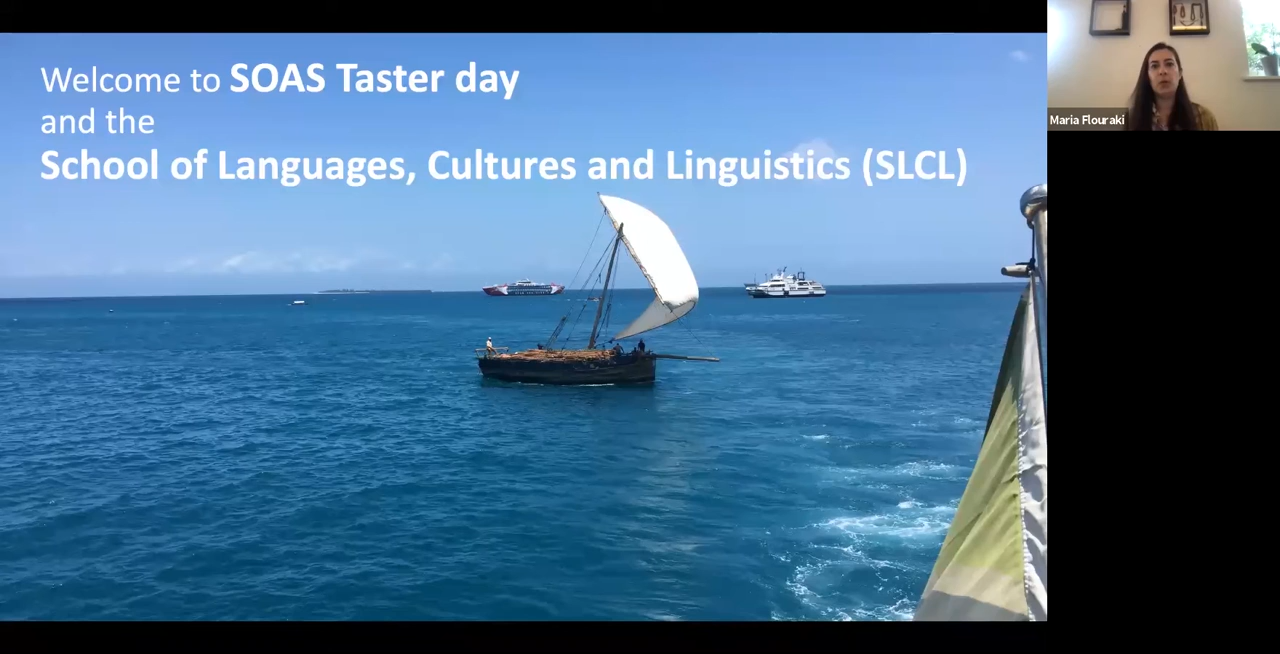 Welcome to SOAS Taster day
and the
School of Languages, Cultures and Linguistics (SLCL)
Maria Flouraki